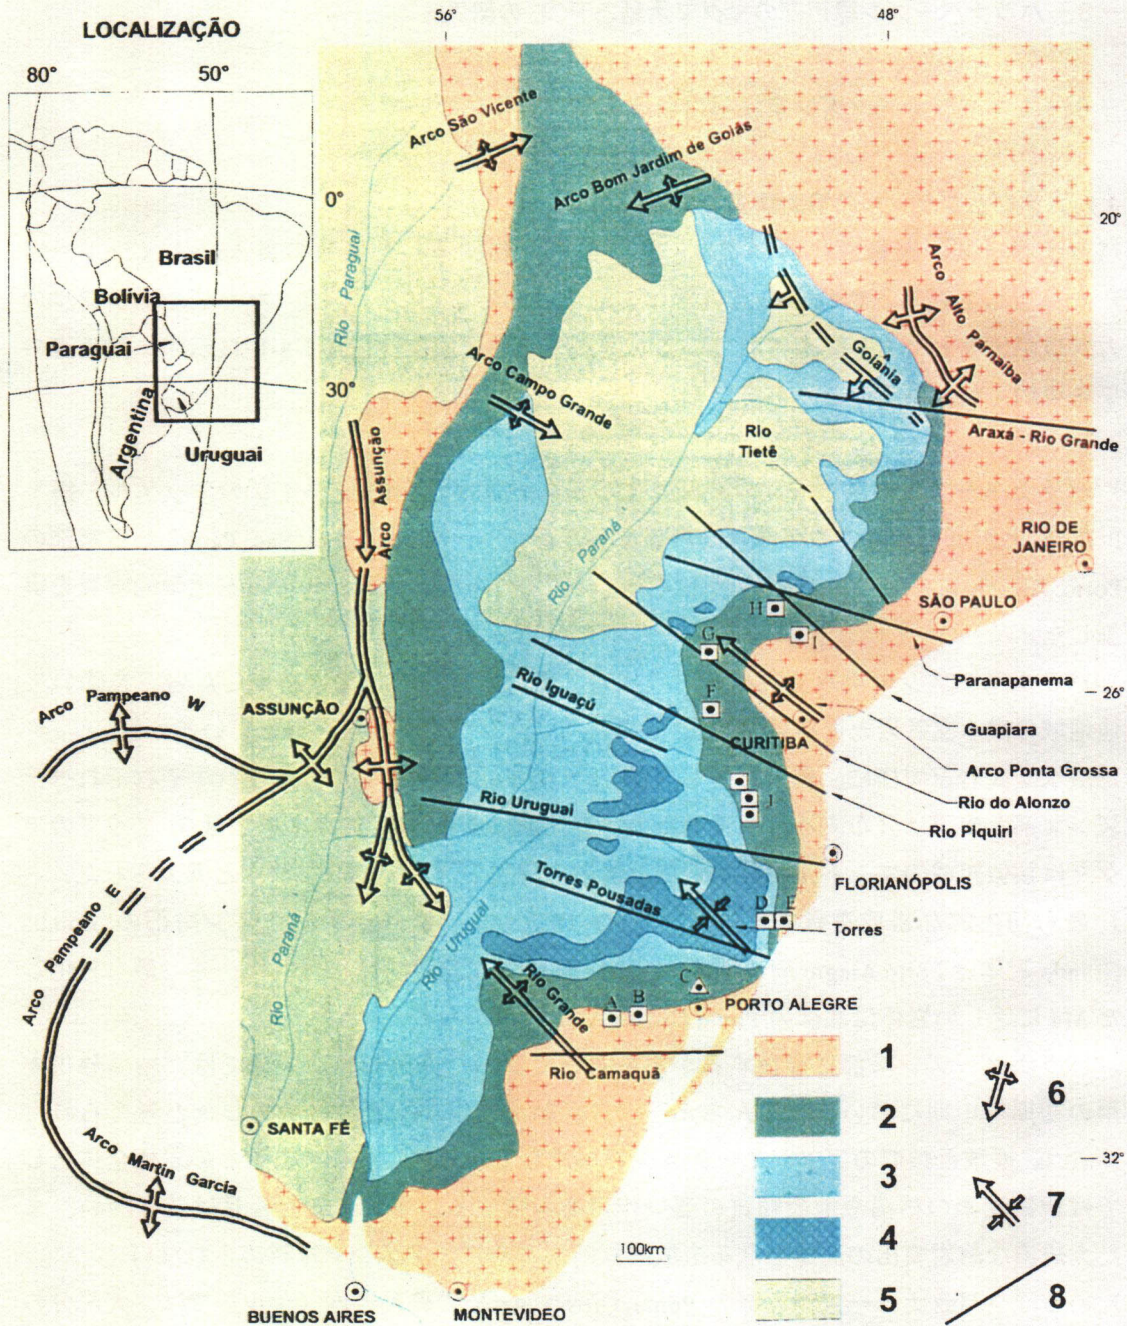 LOCALIZAÇÃO
80°
50°
0°
30°
Brasil
Bolívia
Paraguai
Argentina
Uruguai
56°
48°
20°
26°
32°
Arco São Vicente
Arco Bom Jardim de Goiás
Rio Paraguai
Arco Campo Grande
Arco Assunção
Goiânia
Arco Alto Parnaíba
Araxá - Rio Grande
Rio
Tietê
Rio Paraná
RIO DE
JANEIRO
SÃO PAULO
H
I
G
F
Paranapanema
Guapiara
CURITIBA
Arco Ponta Grossa
Rio do Alonzo
Rio Piquiri
Rio Iguaçú
Arco Pampeano W
ASSUNÇÃO
J
Rio Uruguai
FLORIANÓPOLIS
Torres Pousadas
D
E
Torres
Arco Pampeano E
Rio Paraná
Rio Uruguai
Rio Grande
C
A
B
PORTO ALEGRE
Rio Camaquã
SANTA FÉ
Arco Martin Garcia
BUENOS AIRES
MONTEVIDEO
100km
1
2
3
4
5
6
7
8